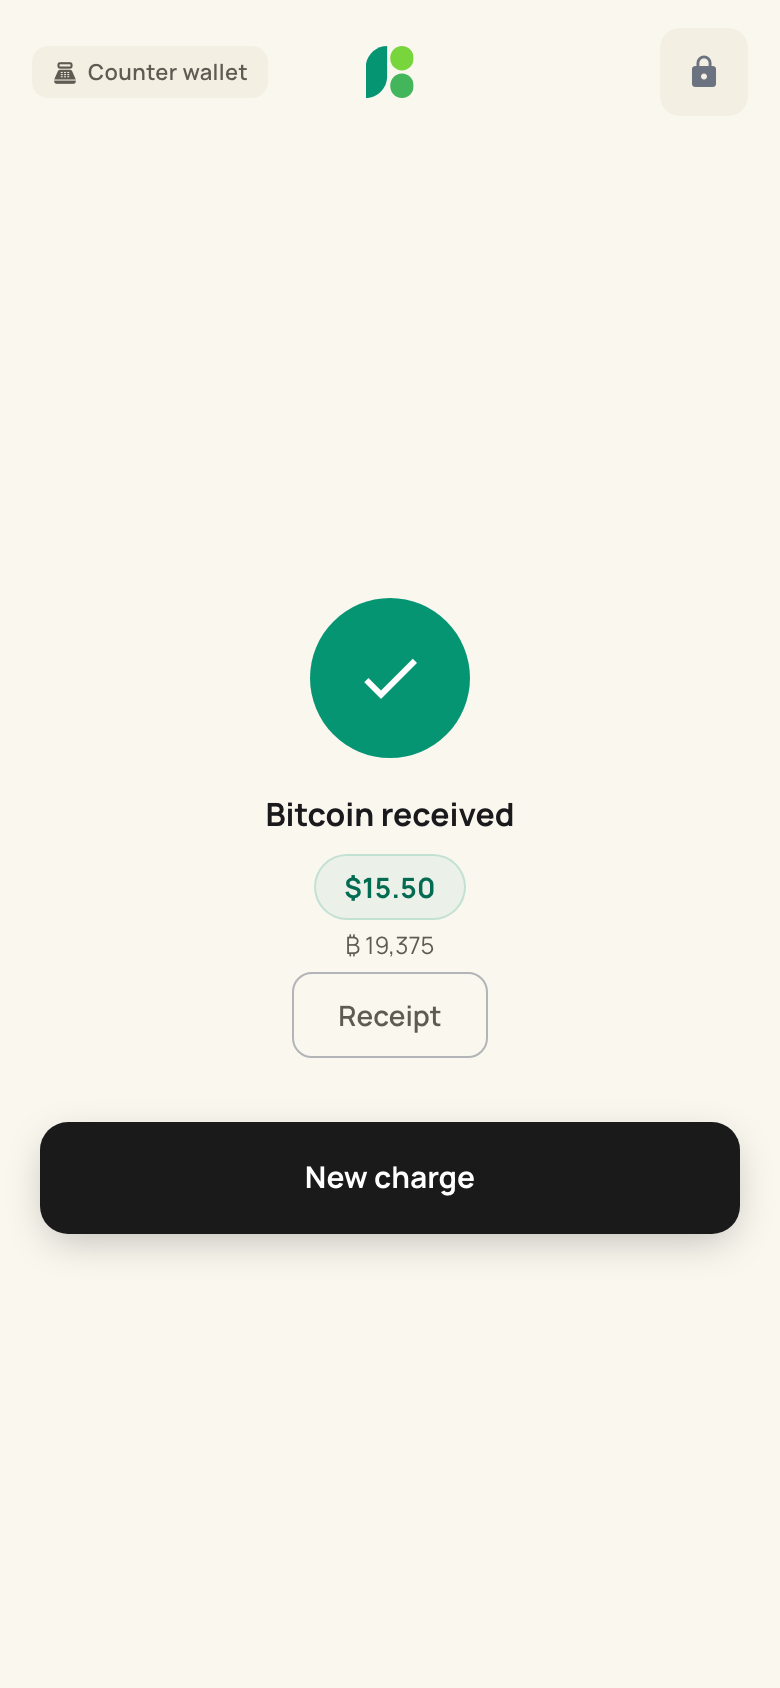 Counter wallet
Bitcoin received
$15.50
₿ 19,375
Receipt
New charge